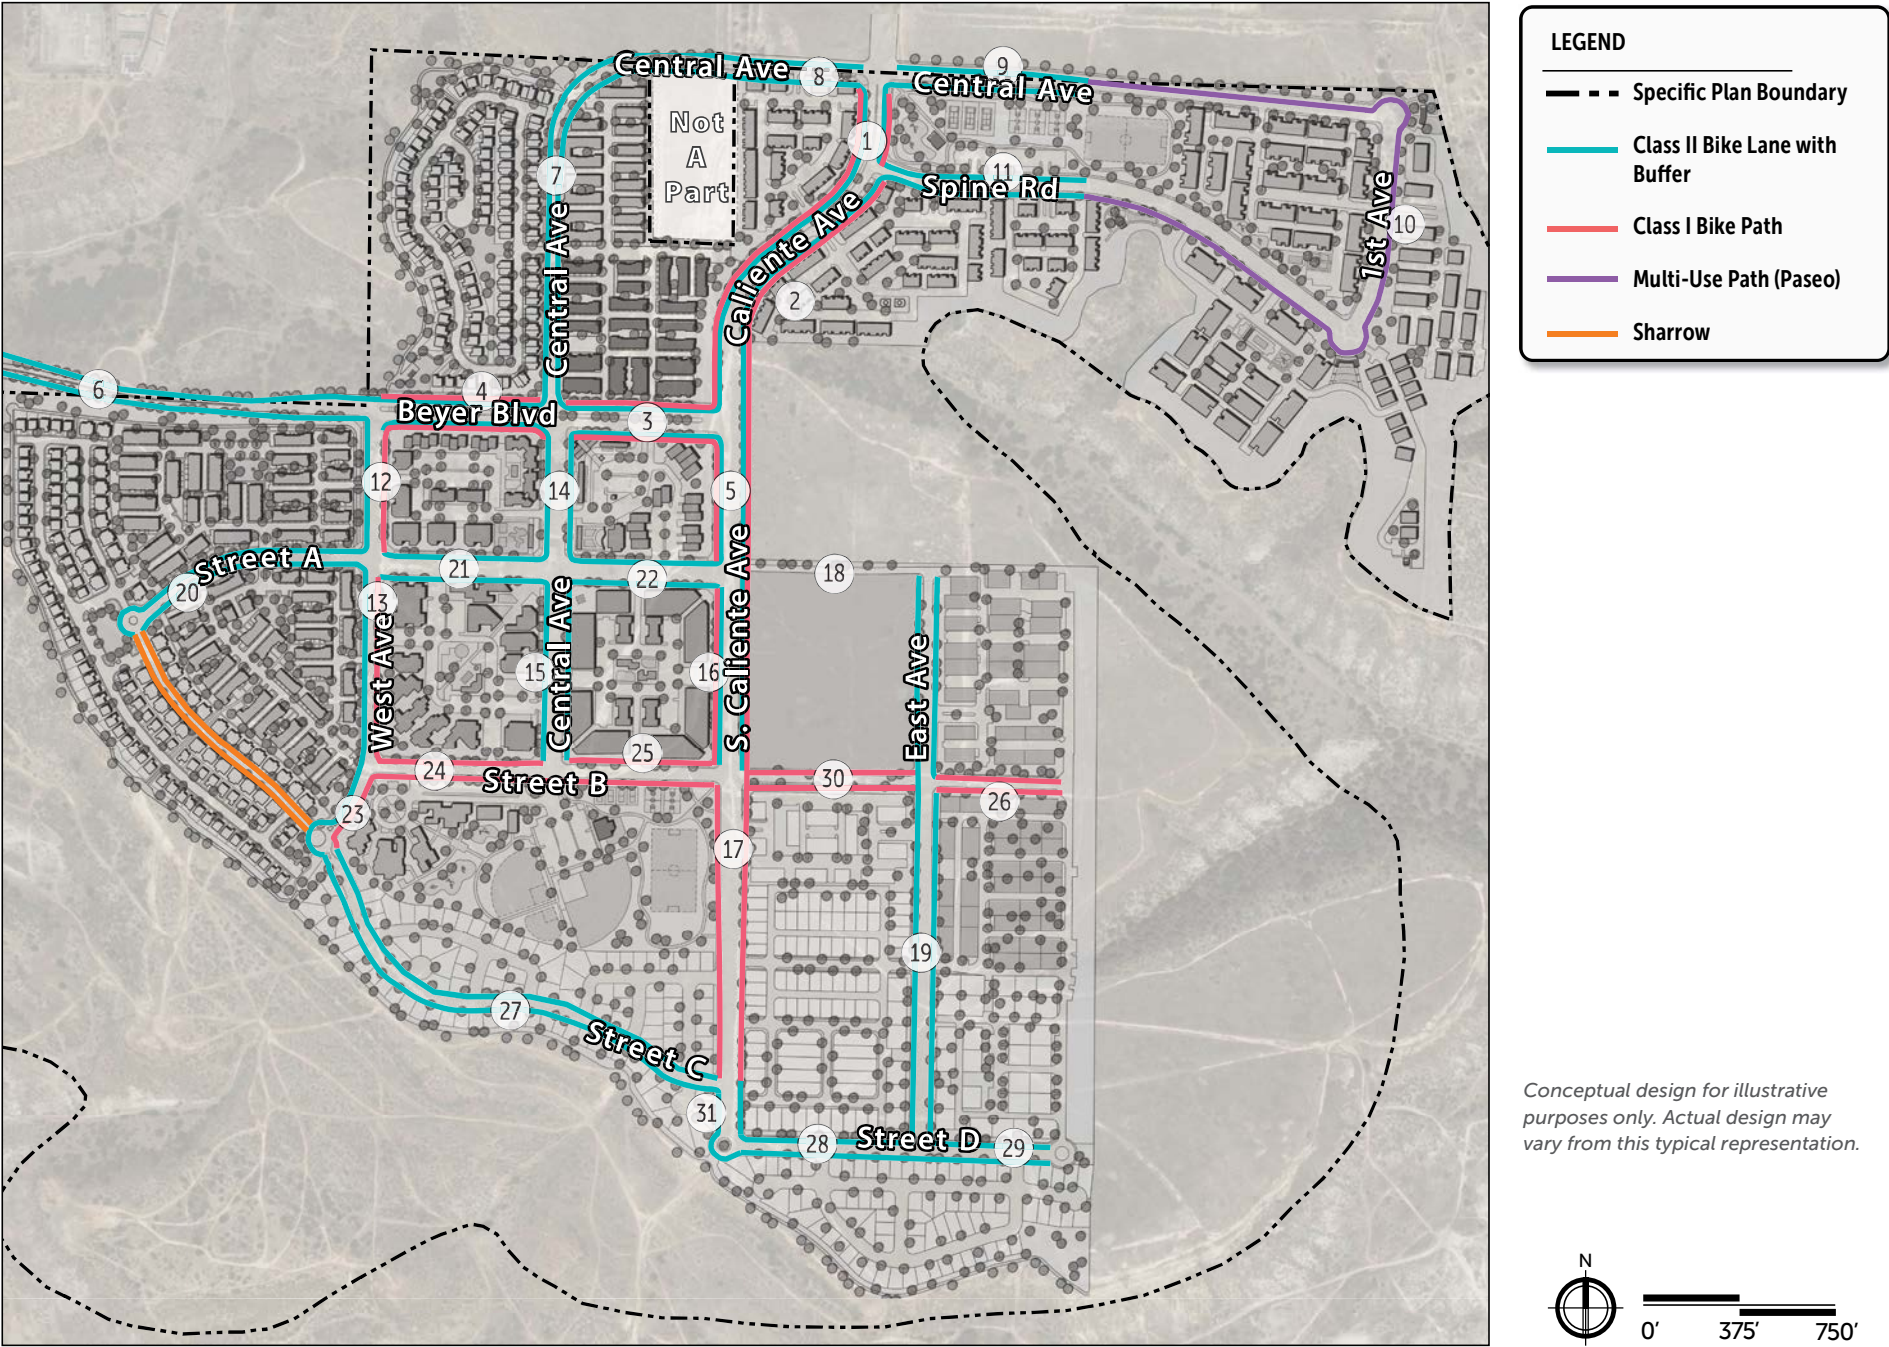 Central Ave
8
9
Central Ave
Not
A
Part
1
7
11
Spine Rd
1st Ave
10
Central Ave
Caliente Ave
2
6
4
Beyer Blvd
3
12
14
5
Street A
21
22
18
20
13
West Ave
15
Central Ave
16
S. Caliente Ave
East Ave
25
24
Street B
30
26
23
17
19
27
Street C
31
28
Street D
29
LEGEND
Specific Plan Boundary
Class II Bike Lane with
Buffer
Class I Bike Path
Multi-Use Path (Paseo)
Sharrow
Conceptual design for illustrative
purposes only. Actual design may
vary from this typical representation.
N
0' 375' 750'